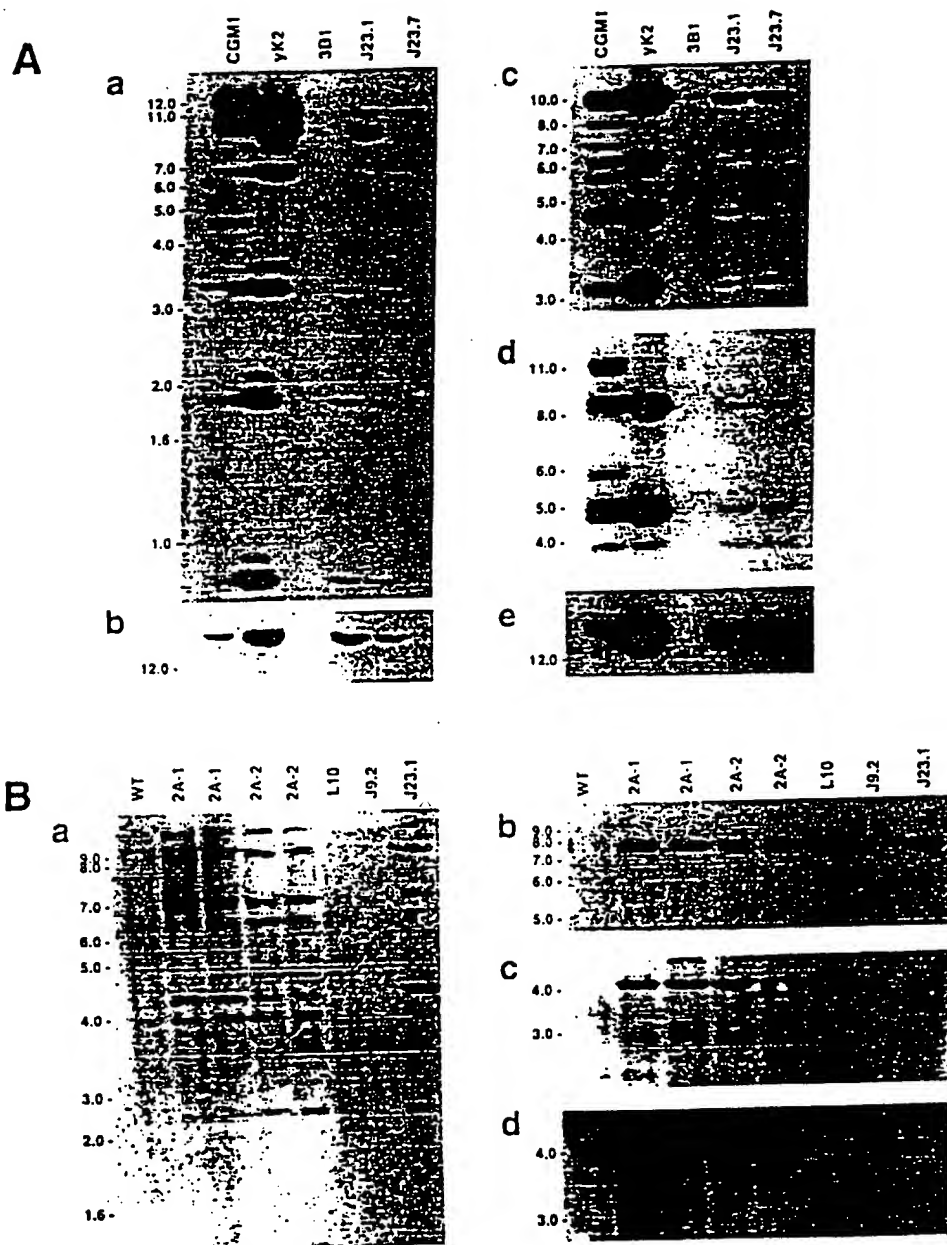 A
a
CGM1
yK2
3B1
J23.1
J23.7
12.0 -
11.0 -
7.0 -
6.0 -
5.0 -
4.0 -
3.0 -
2.0 -
1.6 -
1.0 -
b
12.0 -
c
CGM1
yK2
3B1
J23.1
J23.7
10.0 -
8.0 -
7.0 -
6.0 -
5.0 -
4.0 -
3.0 -
d
11.0 -
8.0 -
6.0 -
5.0 -
4.0 -
e
12.0 -
B
a
WT
2A-1
2A-1
2A-2
2A-2
L10
J9.2
J23.1
9.0 -
8.0 -
7.0 -
6.0 -
5.0 -
4.0 -
3.0 -
2.0 -
1.6 -
b
WT
2A-1
2A-1
2A-2
2A-2
L10
J9.2
J23.1
9.0 -
8.0 -
7.0 -
6.0 -
5.0 -
c
4.0 -
3.0 -
d
4.0 -
3.0 -